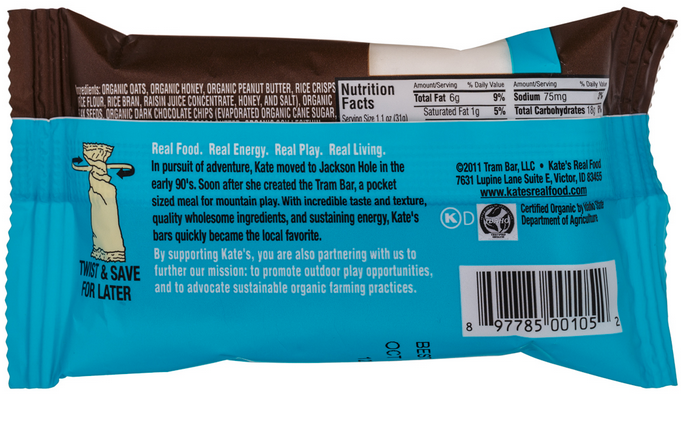 ngredients: ORGANIC OATS, ORGANIC HONEY, ORGANIC PEANUT BUTTER, RICE CRISPS
CE FLOUR, RICE BRAN, RAISIN JUICE CONCENTRATE, HONEY, AND SALT), ORGANIC
SEEDS, ORGANIC DARK CHOCOLATE CHIPS (EVAPORATED ORGANIC CANE SUGAR,
Nutrition
Facts
Serving Size 1.1 oz (31g)
Amount/Serving % Daily Value
Total Fat 6g 9%
Saturated Fat 1g 5%
Amount/Serving % Daily Value
Sodium 75mg
Total Carbohydrates 18g
Real Food. Real Energy. Real Play. Real Living.
In pursuit of adventure, Kate moved to Jackson Hole in the
early 90's. Soon after she created the Tram Bar, a pocket
sized meal for mountain play. With incredible taste and texture,
quality wholesome ingredients, and sustaining energy, Kate's
bars quickly became the local favorite.
By supporting Kate's, you are also partnering with us to
further our mission: to promote outdoor play opportunities,
and to advocate sustainable organic farming practices.
TWIST & SAVE
FOR LATER
©2011 Tram Bar, LLC • Kate's Real Food
7631 Lupine Lane Suite E, Victor, ID 83455
www.katesrealfood.com
K D
Certified Organic by Idaho State
Department of Agriculture
8 97785 00105 2
BES
OCT